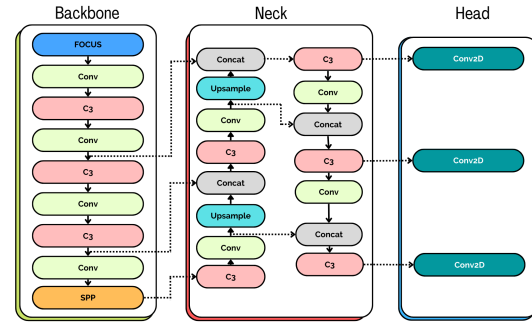 Backbone
Neck
Head
FOCUS
Conv
C3
Conv
C3
Conv
C3
Conv
SPP
Concat
Upsample
Conv
C3
Concat
Upsample
Conv
C3
C3
Conv
Concat
C3
Conv
Concat
C3
Conv2D
Conv2D
Conv2D